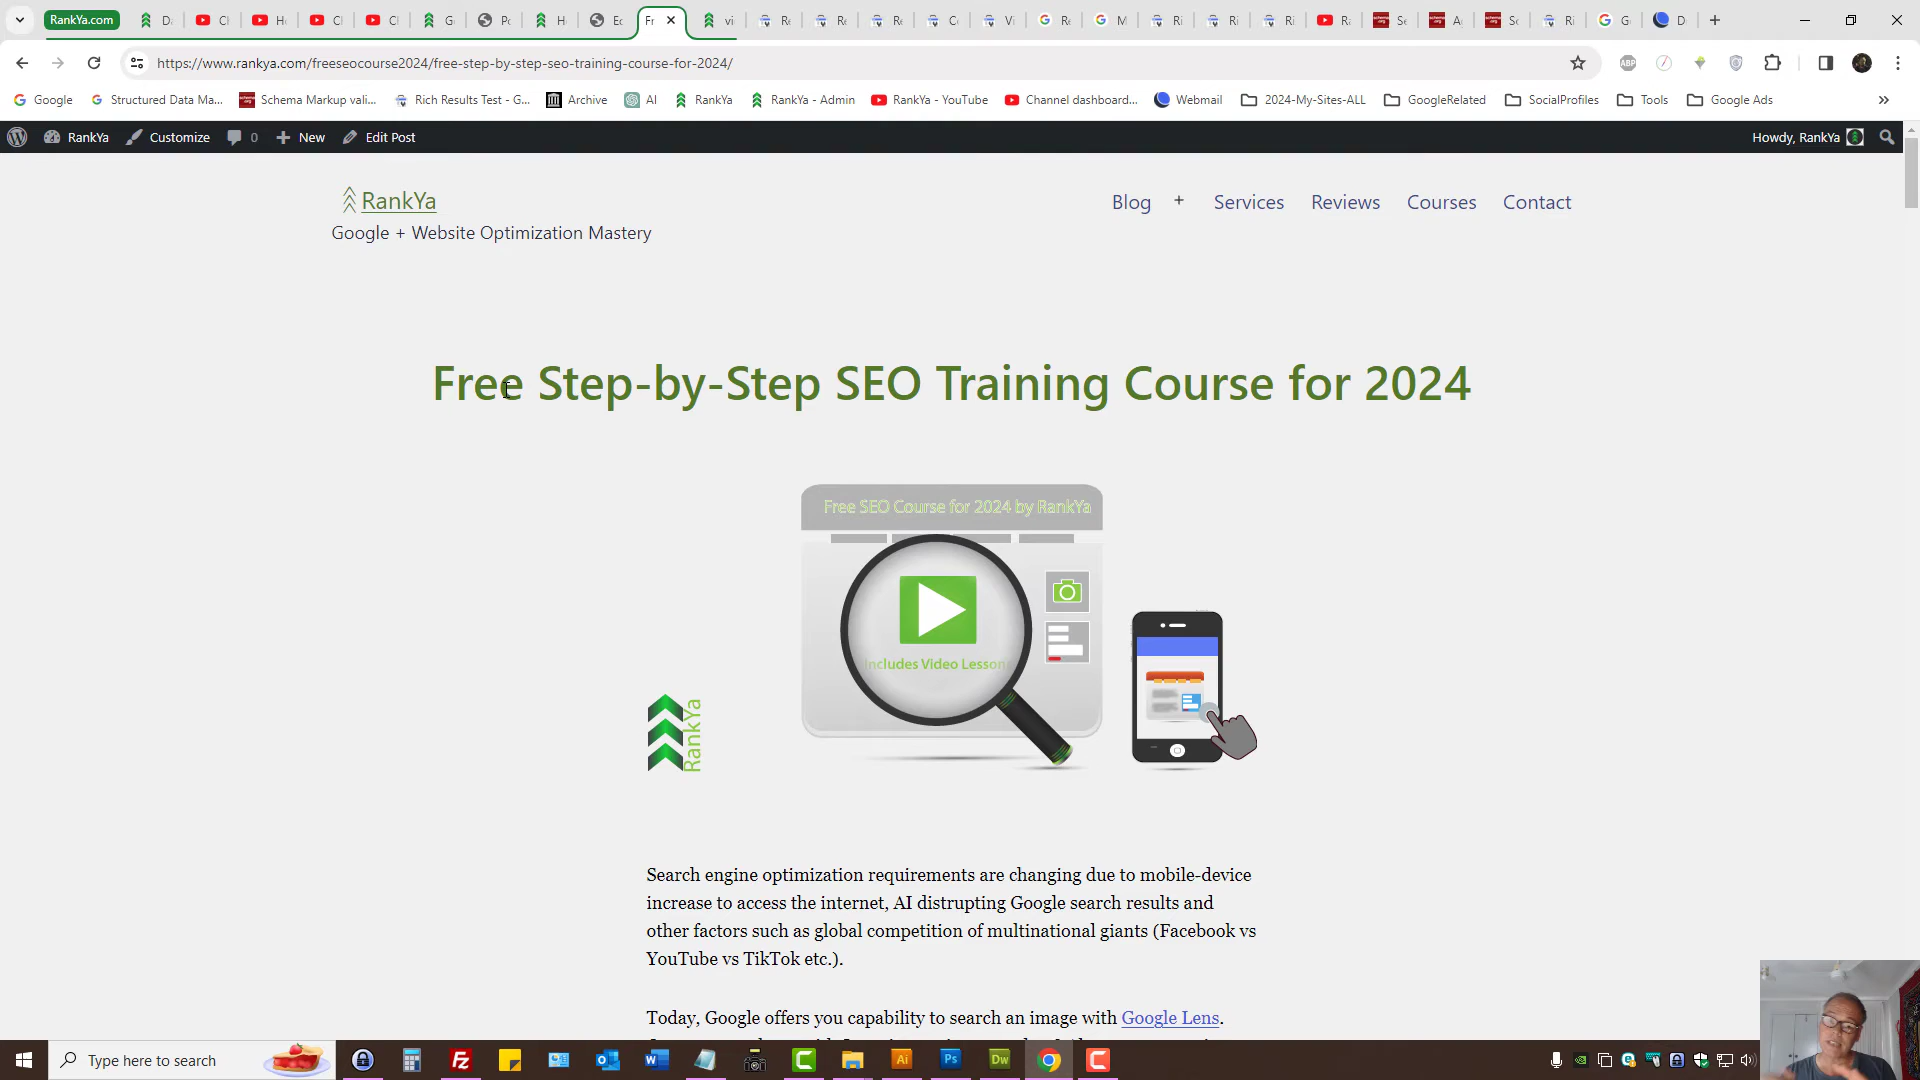 RankYa.com
https://www.rankya.com/freeseocourse2024/free-step-by-step-seo-training-course-for-2024/
Google
Structured Data Ma...
Schema Markup vali...
Rich Results Test - G...
Archive
AI
RankYa
RankYa - Admin
RankYa - YouTube
Channel dashboard...
Webmail
2024-My-Sites-ALL
GoogleRelated
SocialProfiles
Tools
Google Ads
RankYa
Customize
0
New
Edit Post
Howdy, RankYa
RankYa
Google + Website Optimization Mastery
Blog +
Services
Reviews
Courses
Contact
Free Step-by-Step SEO Training Course for 2024
Free SEO Course for 2024 by RankYa
Includes Video Lesson
RankYa
Search engine optimization requirements are changing due to mobile-device
increase to access the internet, AI distrupting Google search results and
other factors such as global competition of multinational giants (Facebook vs
YouTube vs TikTok etc.).
Today, Google offers you capability to search an image with Google Lens.
Type here to search